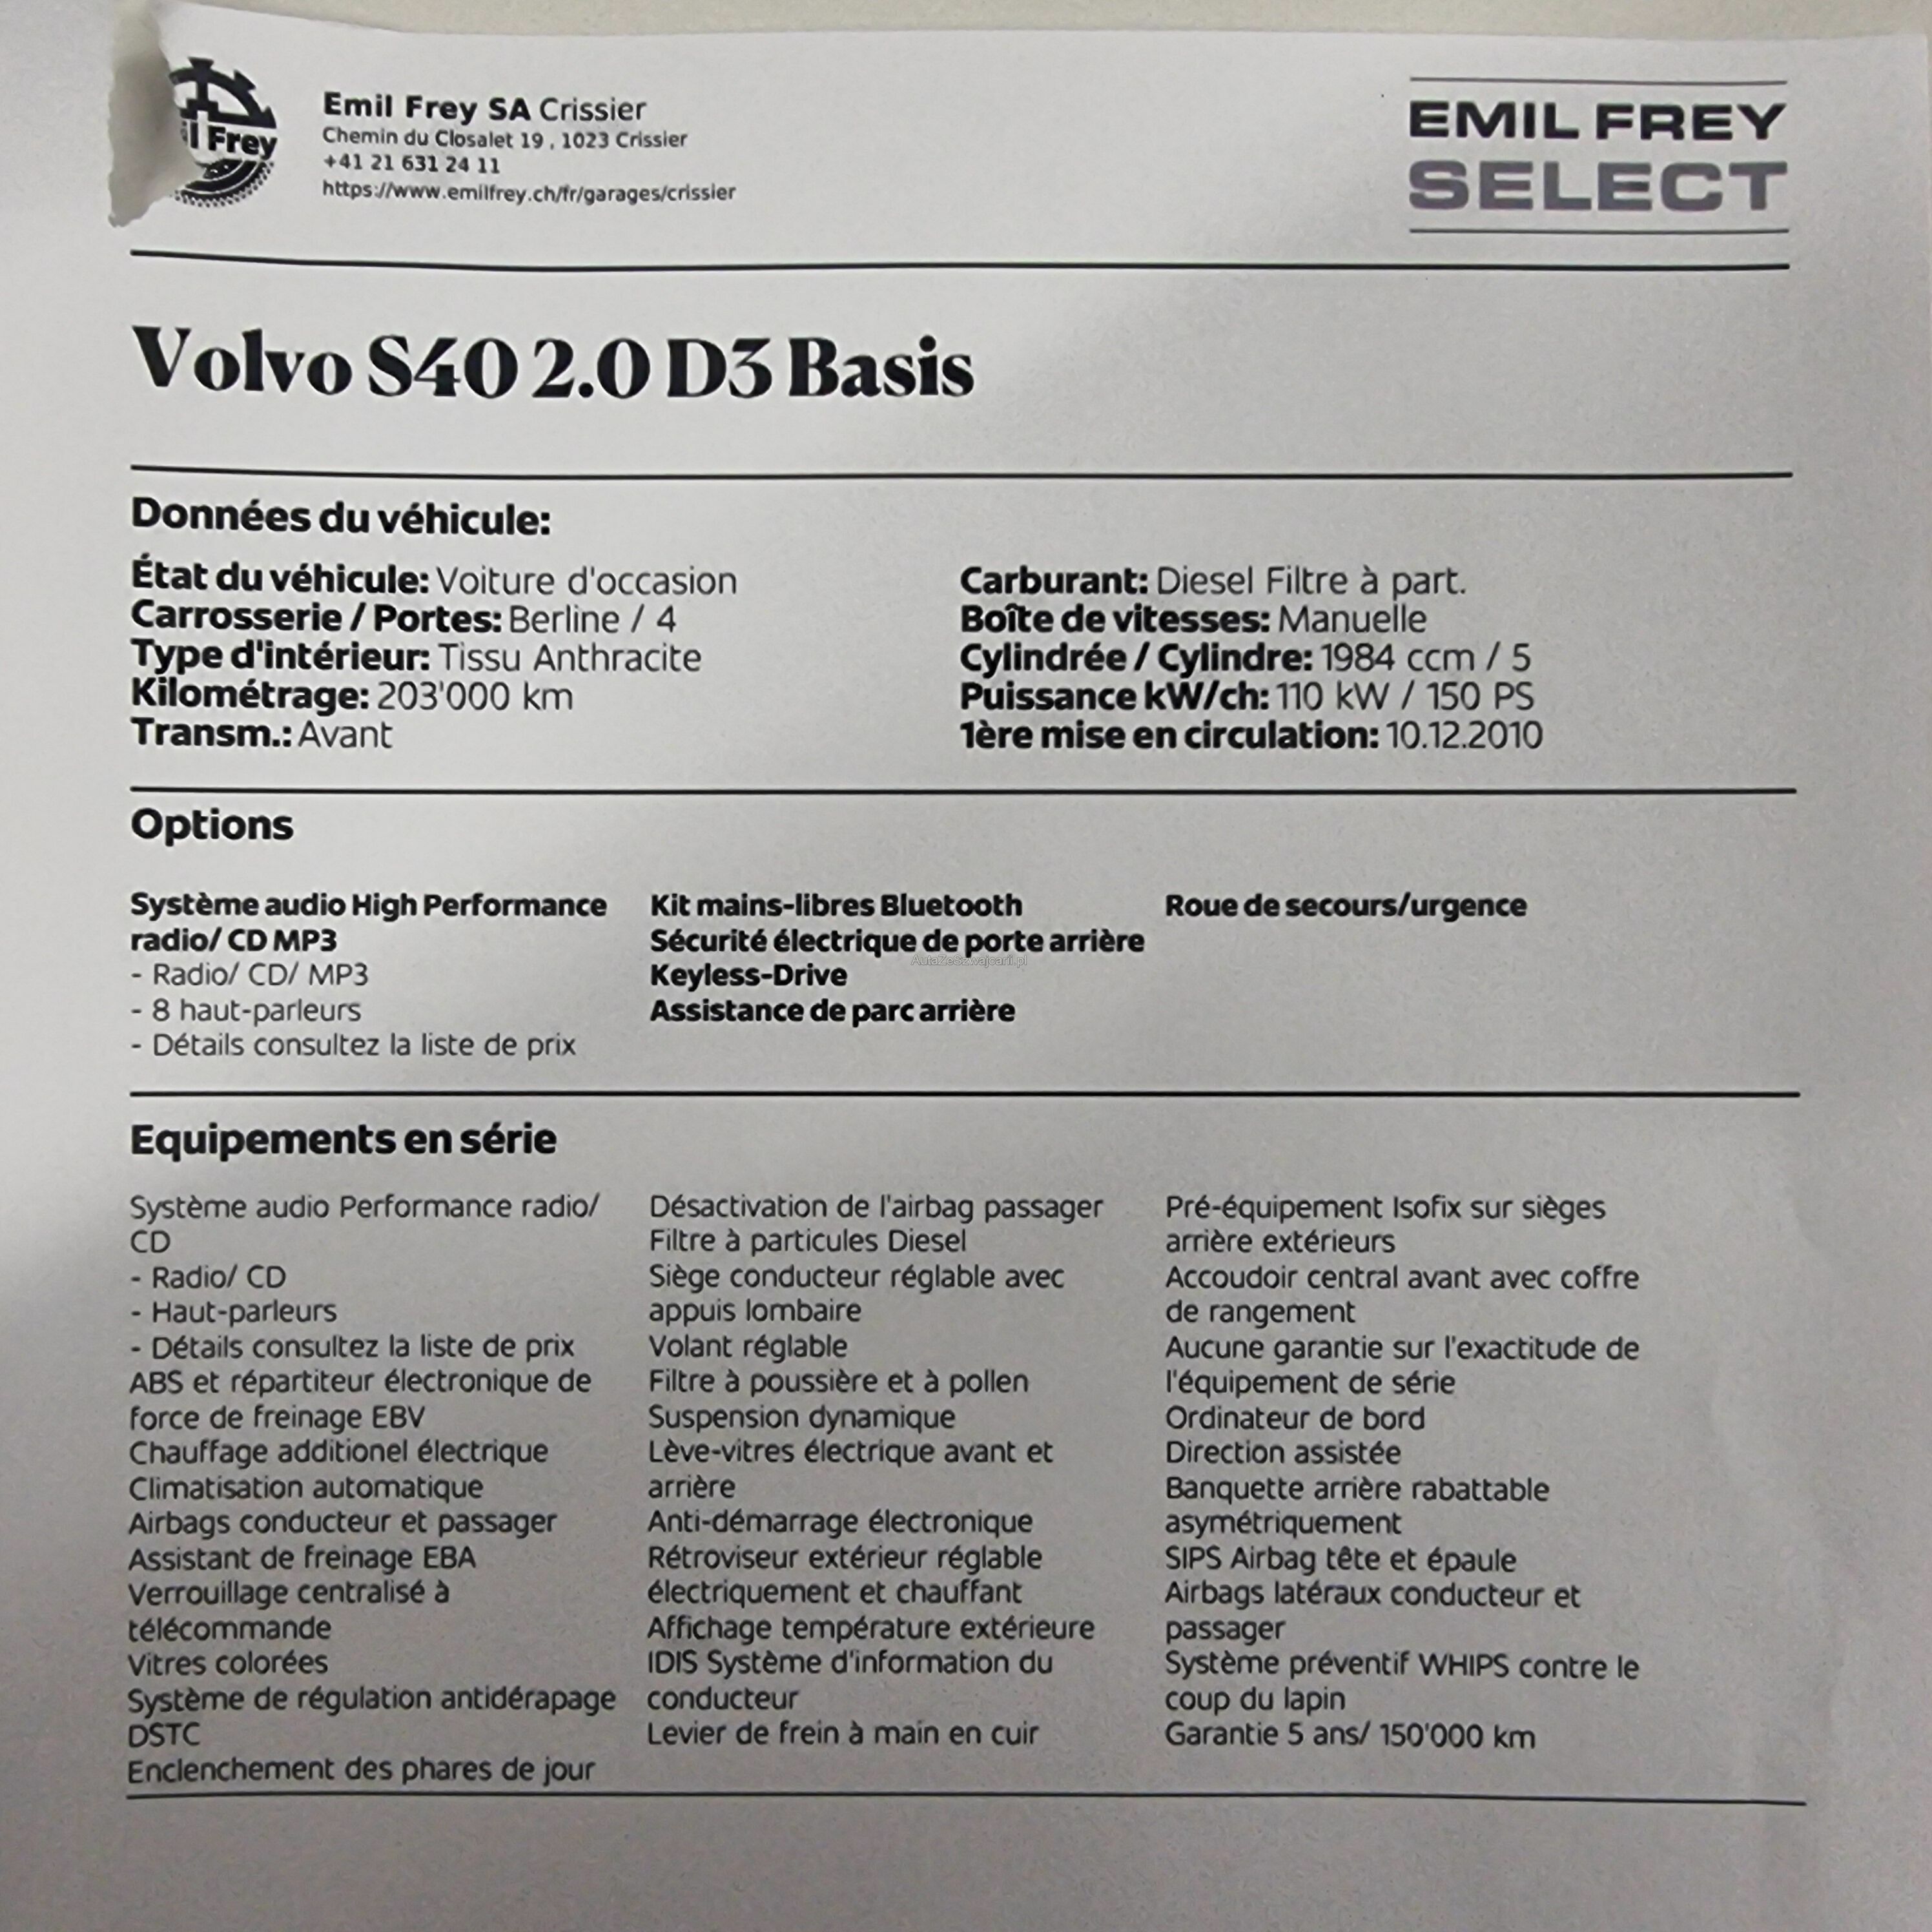 l Frey
Emil Frey SA Crissier
Chemin du Closalet 19 , 1023 Crissier
+41 21 631 24 11
https://www.emilfrey.ch/fr/garages/crissier
EMIL FREY
SELECT
Volvo S40 2.0 D3 Basis
Données du véhicule:
État du véhicule: Voiture d'occasion
Carrosserie / Portes: Berline / 4
Type d'intérieur: Tissu Anthracite
Kilométrage: 203'000 km
Transm.: Avant
Carburant: Diesel Filtre à part.
Boîte de vitesses: Manuelle
Cylindrée / Cylindre: 1984 ccm / 5
Puissance kW/ch: 110 kW / 150 PS
1ère mise en circulation: 10.12.2010
Options
Système audio High Performance
radio/ CD MP3
- Radio/ CD/ MP3
- 8 haut-parleurs
- Détails consultez la liste de prix
Kit mains-libres Bluetooth
Sécurité électrique de porte arrière
Keyless-Drive
Assistance de parc arrière
Roue de secours/urgence
AutaZeSzwajcarii.pl
Equipements en série
Système audio Performance radio/
CD
- Radio/ CD
- Haut-parleurs
- Détails consultez la liste de prix
ABS et répartiteur électronique de
force de freinage EBV
Chauffage additionel électrique
Climatisation automatique
Airbags conducteur et passager
Assistant de freinage EBA
Verrouillage centralisé à
télécommande
Vitres colorées
Système de régulation antidérapage
DSTC
Enclenchement des phares de jour
Désactivation de l'airbag passager
Filtre à particules Diesel
Siège conducteur réglable avec
appuis lombaire
Volant réglable
Filtre à poussière et à pollen
Suspension dynamique
Lève-vitres électrique avant et
arrière
Anti-démarrage électronique
Rétroviseur extérieur réglable
électriquement et chauffant
Affichage température extérieure
IDIS Système d'information du
conducteur
Levier de frein à main en cuir
Pré-équipement Isofix sur sièges
arrière extérieurs
Accoudoir central avant avec coffre
de rangement
Aucune garantie sur l'exactitude de
l'équipement de série
Ordinateur de bord
Direction assistée
Banquette arrière rabattable
asymétriquement
SIPS Airbag tête et épaule
Airbags latéraux conducteur et
passager
Système préventif WHIPS contre le
coup du lapin
Garantie 5 ans/ 150'000 km